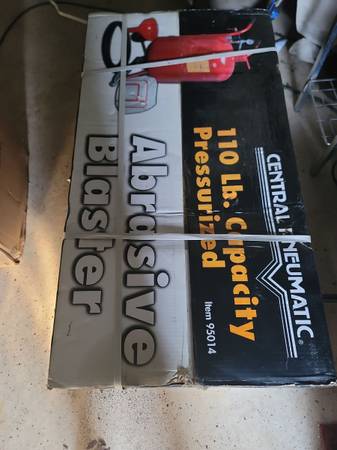 CENTRAL PNEUMATIC®
110 Lb. Capacity
Pressurized
Item 95014
Abrasive
Blaster